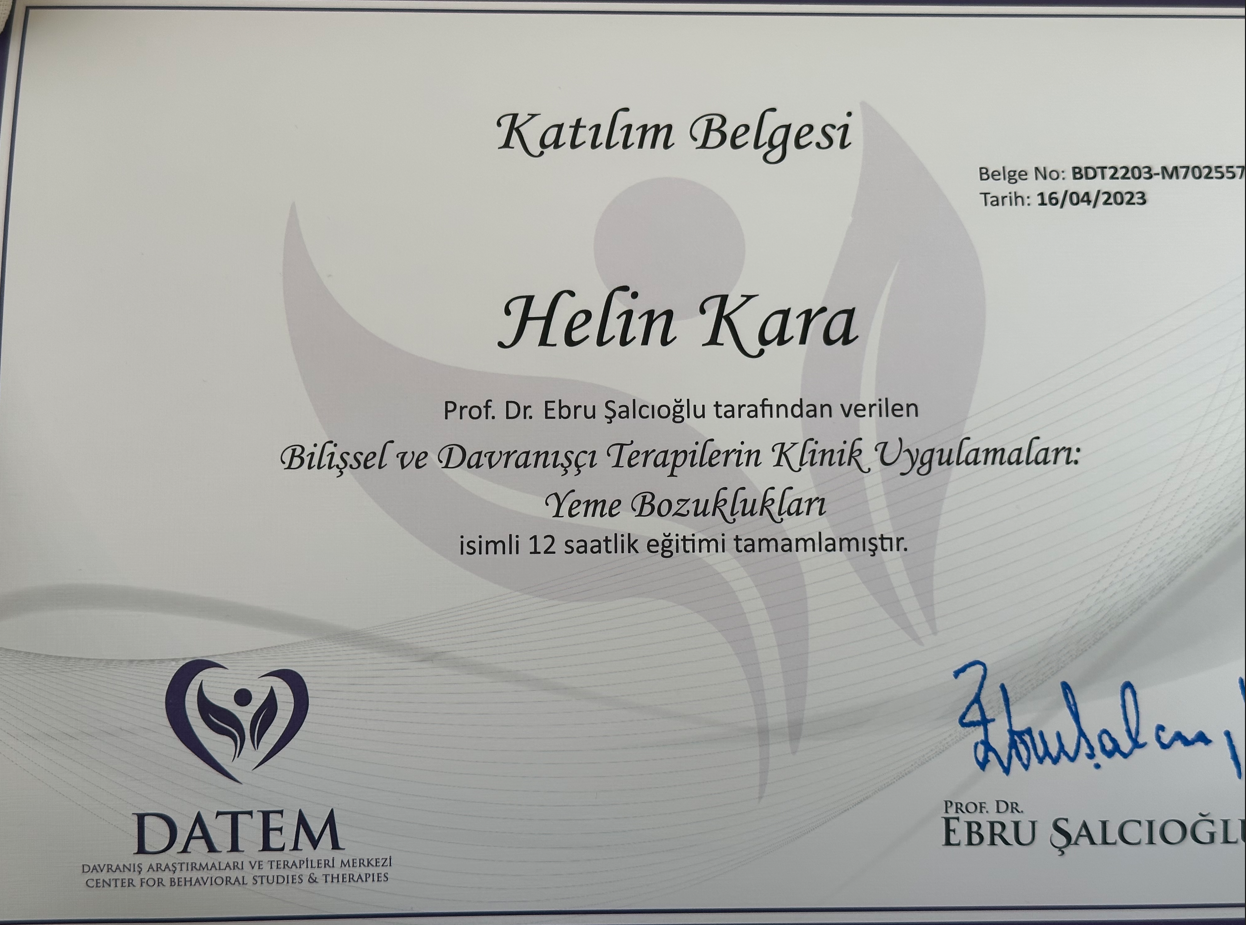 Katılım Belgesi
Belge No: BDT2203-M702557
Tarih: 16/04/2023
Helin Kara
Prof. Dr. Ebru Şalcıoğlu tarafından verilen
Bilişsel ve Davranışçı Terapilerin Klinik Uygulamaları:
Yeme Bozuklukları
isimli 12 saatlik eğitimi tamamlamıştır.
DATEM
DAVRANIŞ ARAŞTIRMALARI VE TERAPİLERİ MERKEZİ
CENTER FOR BEHAVIORAL STUDIES & THERAPIES
PROF. DR.
EBRU ŞALCIOĞLU